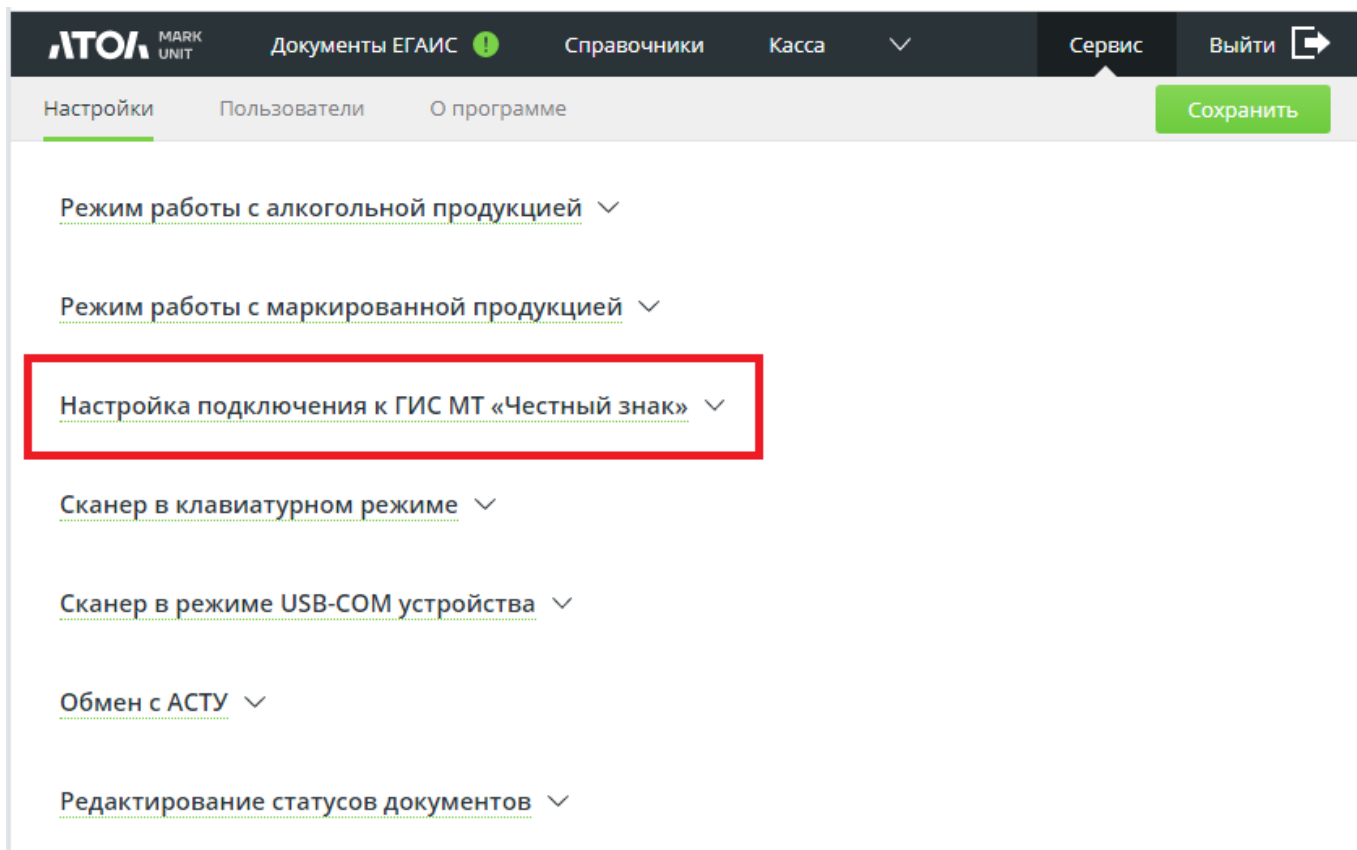 АТОЛ MARK UNIT Документы ЕГАИС ! Справочники Касса Сервис Выйти
Настройки Пользователи О программе Сохранить
Режим работы с алкогольной продукцией
Режим работы с маркированной продукцией
Настройка подключения к ГИС МТ «Честный знак»
Сканер в клавиатурном режиме
Сканер в режиме USB-COM устройства
Обмен с АСТУ
Редактирование статусов документов